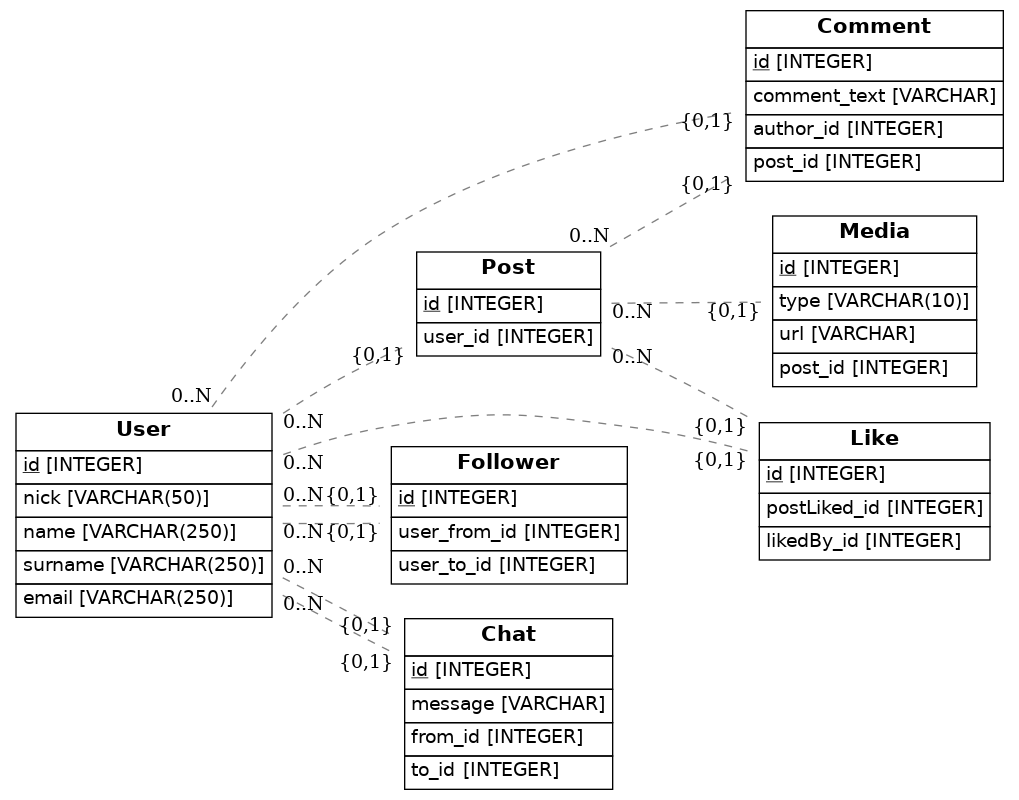 Comment
id [INTEGER]
comment_text [VARCHAR]
author_id [INTEGER]
post_id [INTEGER]
{0,1}
{0,1}
0..N
Post
id [INTEGER]
user_id [INTEGER]
{0,1}
0..N
0..N
{0,1}
Media
id [INTEGER]
type [VARCHAR(10)]
url [VARCHAR]
post_id [INTEGER]
0..N
0..N
0..N
User
id [INTEGER]
nick [VARCHAR(50)]
name [VARCHAR(250)]
surname [VARCHAR(250)]
email [VARCHAR(250)]
0..N{0,1}
0..N{0,1}
0..N
0..N
Follower
id [INTEGER]
user_from_id [INTEGER]
user_to_id [INTEGER]
{0,1}
{0,1}
Like
id [INTEGER]
postLiked_id [INTEGER]
likedBy_id [INTEGER]
{0,1}
{0,1}
Chat
id [INTEGER]
message [VARCHAR]
from_id [INTEGER]
to_id [INTEGER]